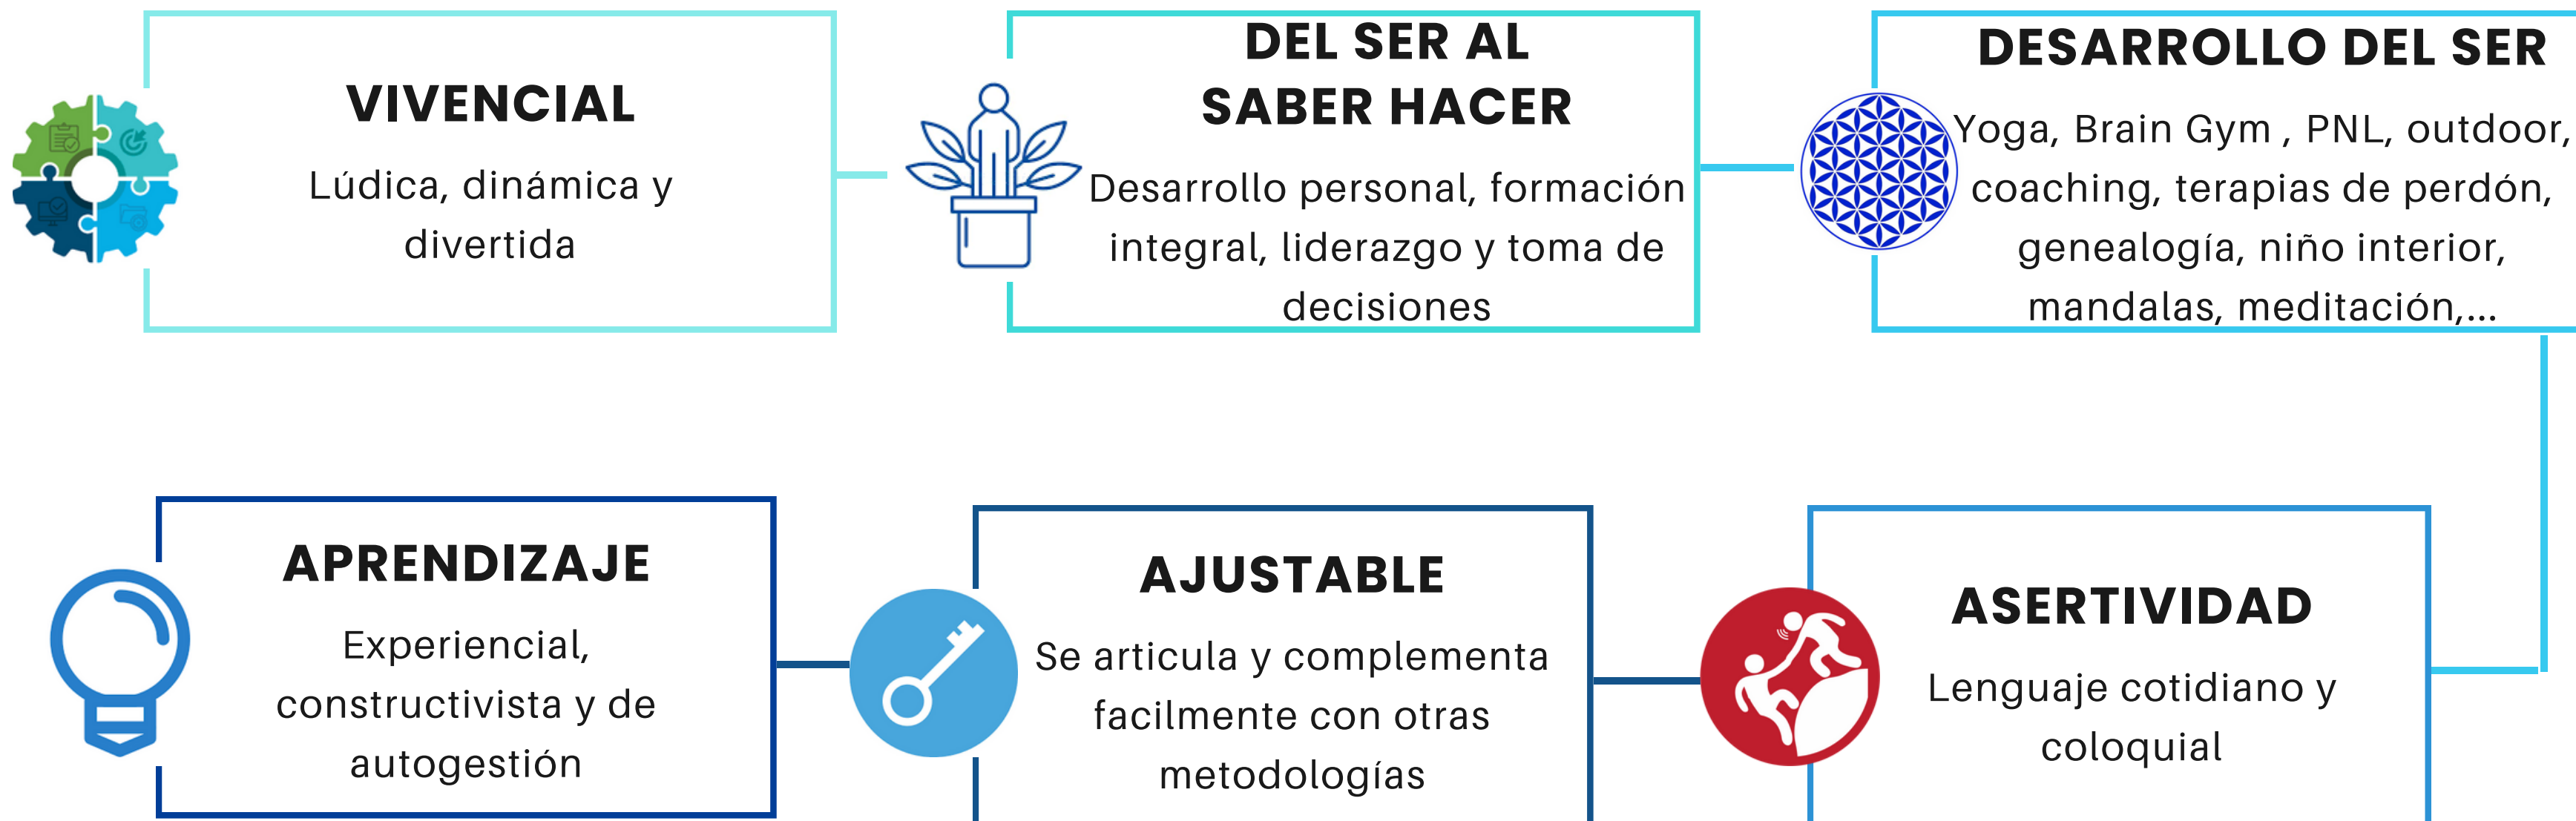 VIVENCIAL
Lúdica, dinámica y
divertida
DEL SER AL
SABER HACER
Desarrollo personal, formación
integral, liderazgo y toma de
decisiones
DESARROLLO DEL SER
Yoga, Brain Gym , PNL, outdoor,
coaching, terapias de perdón,
genealogía, niño interior,
mandalas, meditación,...
APRENDIZAJE
Experiencial,
constructivista y de
autogestión
AJUSTABLE
Se articula y complementa
facilmente con otras
metodologías
ASERTIVIDAD
Lenguaje cotidiano y
coloquial